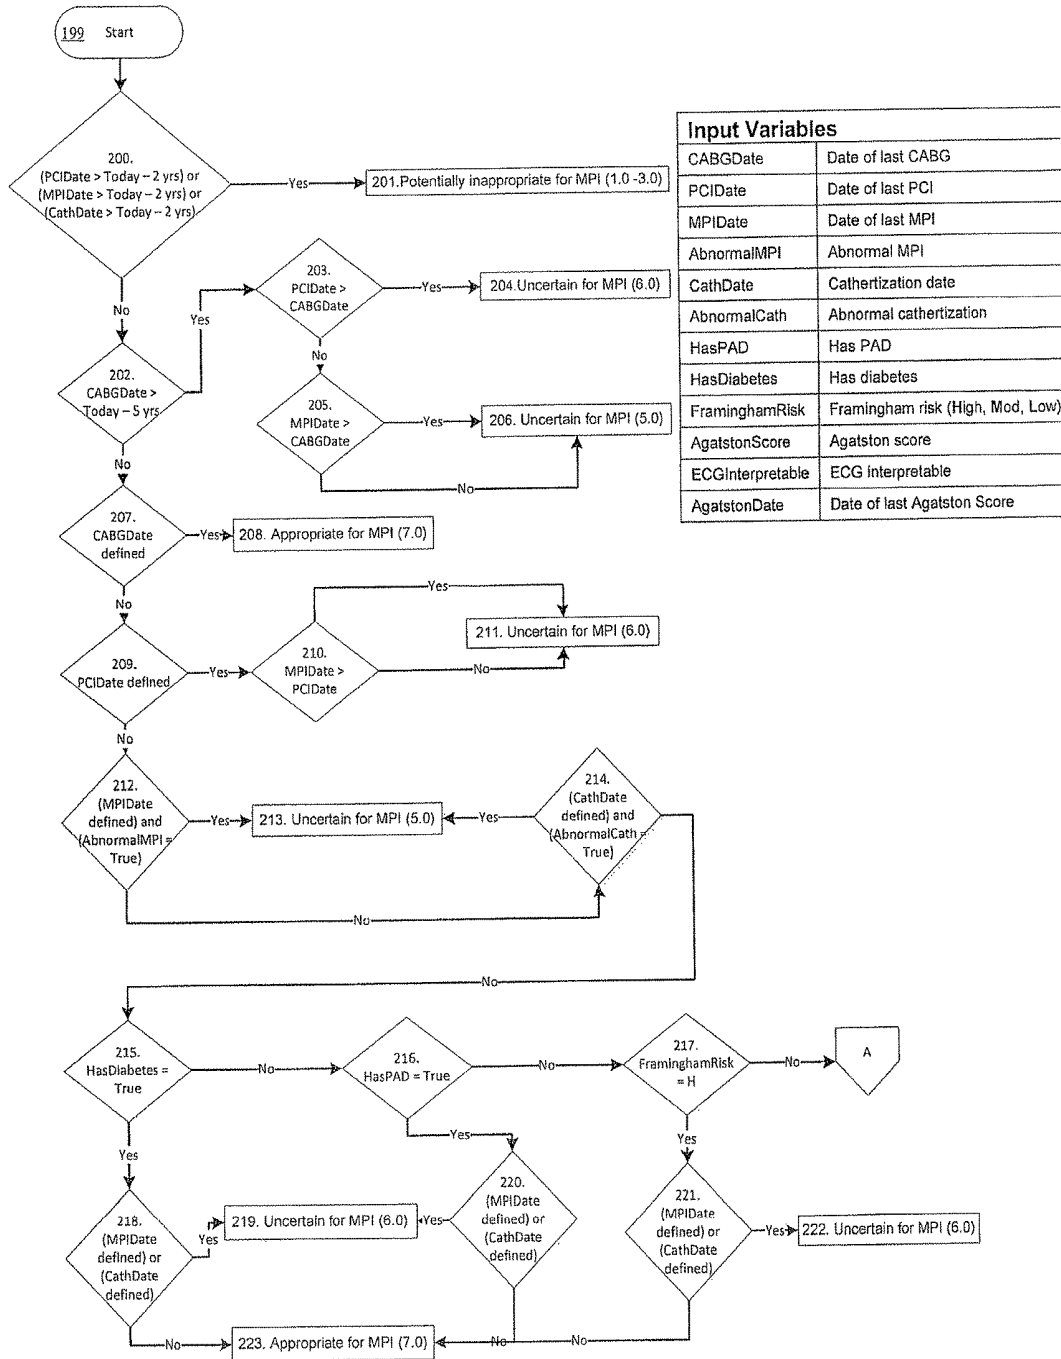 199 Start
200.
(PCIDate > Today – 2 yrs) or
(MPIDate > Today – 2 yrs) or
(CathDate > Today – 2 yrs)
Yes
201.Potentially inappropriate for MPI (1.0 -3.0)
No
Input Variables
CABGDate Date of last CABG
PCIDate Date of last PCI
MPIDate Date of last MPI
AbnormalMPI Abnormal MPI
CathDate Cathertization date
AbnormalCath Abnormal cathertization
HasPAD Has PAD
HasDiabetes Has diabetes
FraminghamRisk Framingham risk (High, Mod, Low)
AgatstonScore Agatston score
ECGInterpretable ECG interpretable
AgatstonDate Date of last Agatston Score
202.
CABGDate >
Today – 5 yrs
Yes
203.
PCIDate >
CABGDate
Yes
204.Uncertain for MPI (6.0)
No
205.
MPIDate >
CABGDate
Yes
206. Uncertain for MPI (5.0)
No
No
207.
CABGDate
defined
Yes
208. Appropriate for MPI (7.0)
No
209.
PCIDate defined
Yes
210.
MPIDate >
PCIDate
Yes
No
211. Uncertain for MPI (6.0)
No
212.
(MPIDate
defined) and
(AbnormalMPI =
True)
Yes
213. Uncertain for MPI (5.0)
Yes
214.
(CathDate
defined) and
(AbnormalCath =
True)
No
No
215.
HasDiabetes =
True
No
216.
HasPAD = True
No
217.
FraminghamRisk
= H
No
A
Yes
Yes
Yes
218.
(MPIDate
defined) or
(CathDate
defined)
Yes
219. Uncertain for MPI (6.0)
Yes
220.
(MPIDate
defined) or
(CathDate
defined)
221.
(MPIDate
defined) or
(CathDate
defined)
Yes
222. Uncertain for MPI (6.0)
No
223. Appropriate for MPI (7.0)
No
No